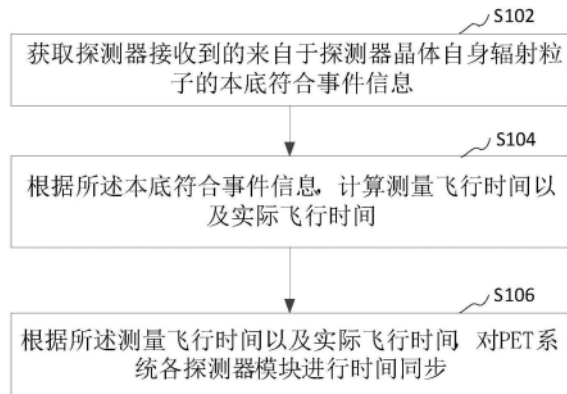 S102
获取探测器接收到的来自于探测器晶体自身辐射粒
子的本底符合事件信息
S104
根据所述本底符合事件信息,计算测量飞行时间以
及实际飞行时间
S106
根据所述测量飞行时间以及实际飞行时间,对PET系
统各探测器模块进行时间同步